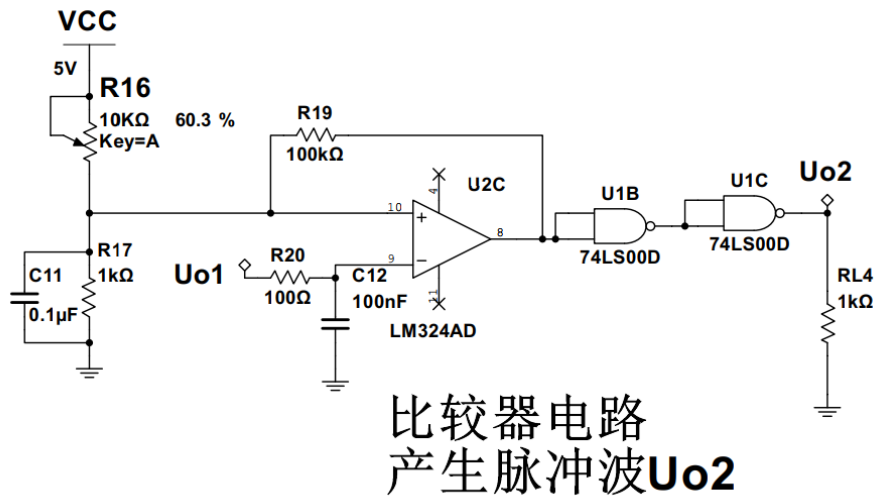 VCC
5V
R16
10KΩ
60.3 %
Key=A
R19
100kΩ
4
U2C
10
8
9
11
LM324AD
U1B
74LS00D
U1C
74LS00D
Uo2
R17
1kΩ
C11
0.1µF
Uo1
R20
100Ω
C12
100nF
RL4
1kΩ
比较器电路
产生脉冲波Uo2